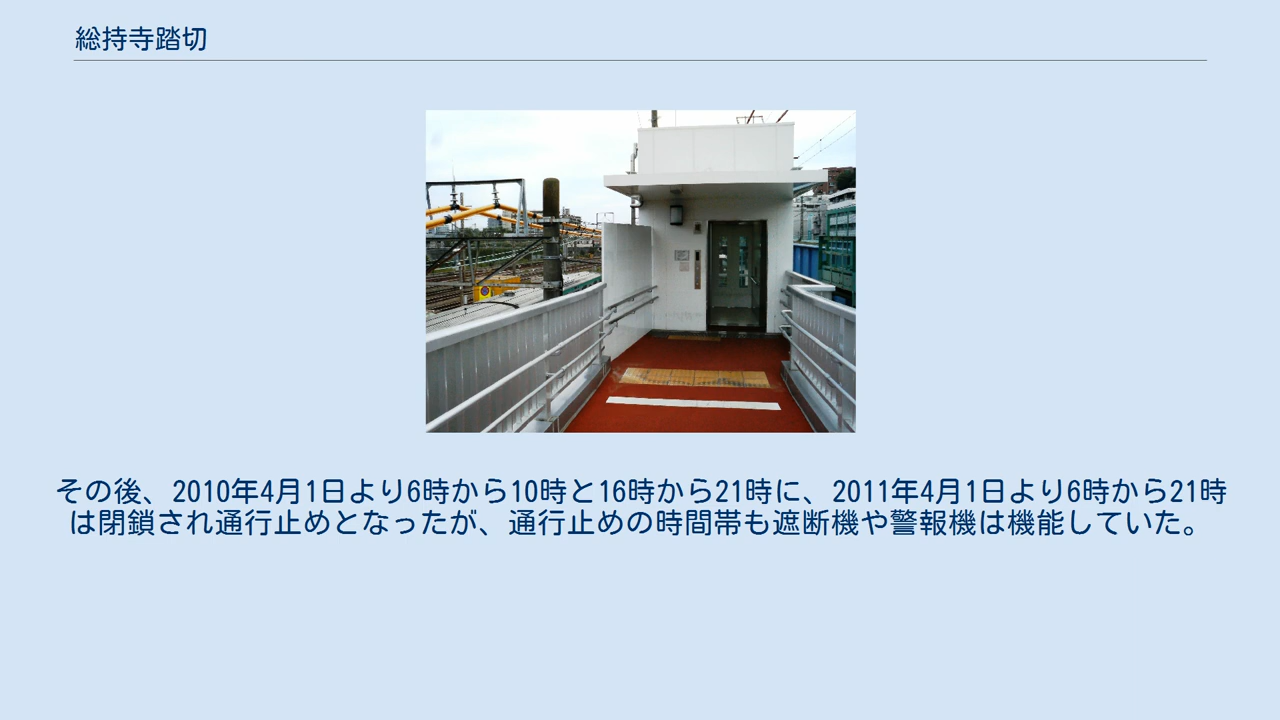 総持寺踏切
その後、2010年4月1日より6時から10時と16時から21時に、2011年4月1日より6時から21時
は閉鎖され通行止めとなったが、通行止めの時間帯も遮断機や警報機は機能していた。